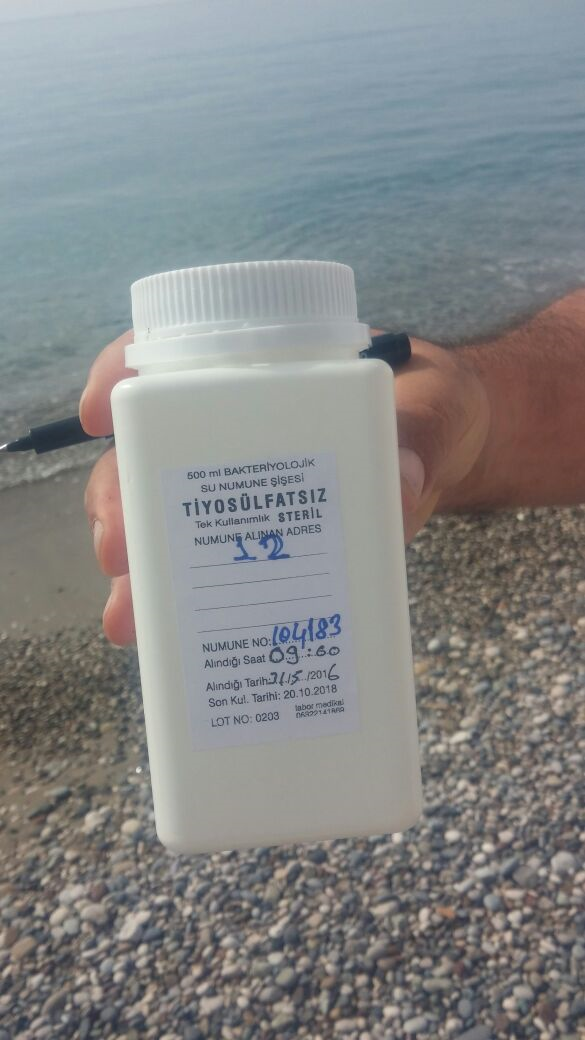 500 ml BAKTERİYOLOJİK
SU NUMUNE ŞİŞESİ
TİYOSÜLFATSIZ
Tek Kullanımlık STERİL
NUMUNE ALINAN ADRES
12
NUMUNE NO: 104183
Alındığı Saat 09:00
Alındığı Tarih: /5/2016
Son Kul. Tarihi: 20.10.2018
LOT NO: 0203 labor medikal